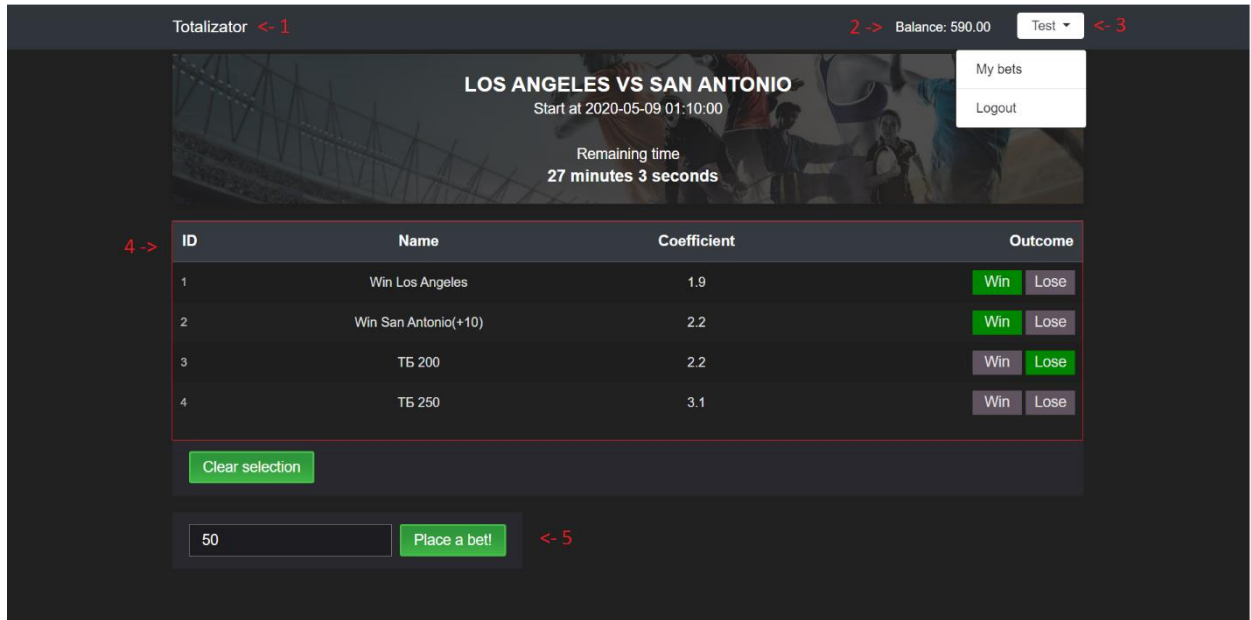 Totalizator <- 1 2 -> Balance: 590.00 Test <- 3
My bets
Logout
LOS ANGELES VS SAN ANTONIO
Start at 2020-05-09 01:10:00
Remaining time
27 minutes 3 seconds
4 -> ID Name Coefficient Outcome
1 Win Los Angeles 1.9 Win Lose
2 Win San Antonio(+10) 2.2 Win Lose
3 ТБ 200 2.2 Win Lose
4 ТБ 250 3.1 Win Lose
Clear selection
50 Place a bet! <- 5